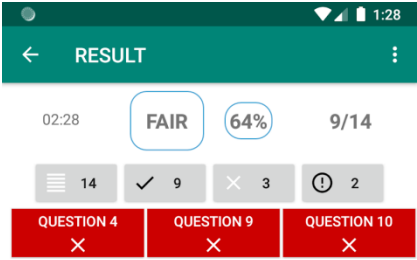 1:28
RESULT
02:28 FAIR 64% 9/14
14 9 3 2
QUESTION 4 QUESTION 9 QUESTION 10